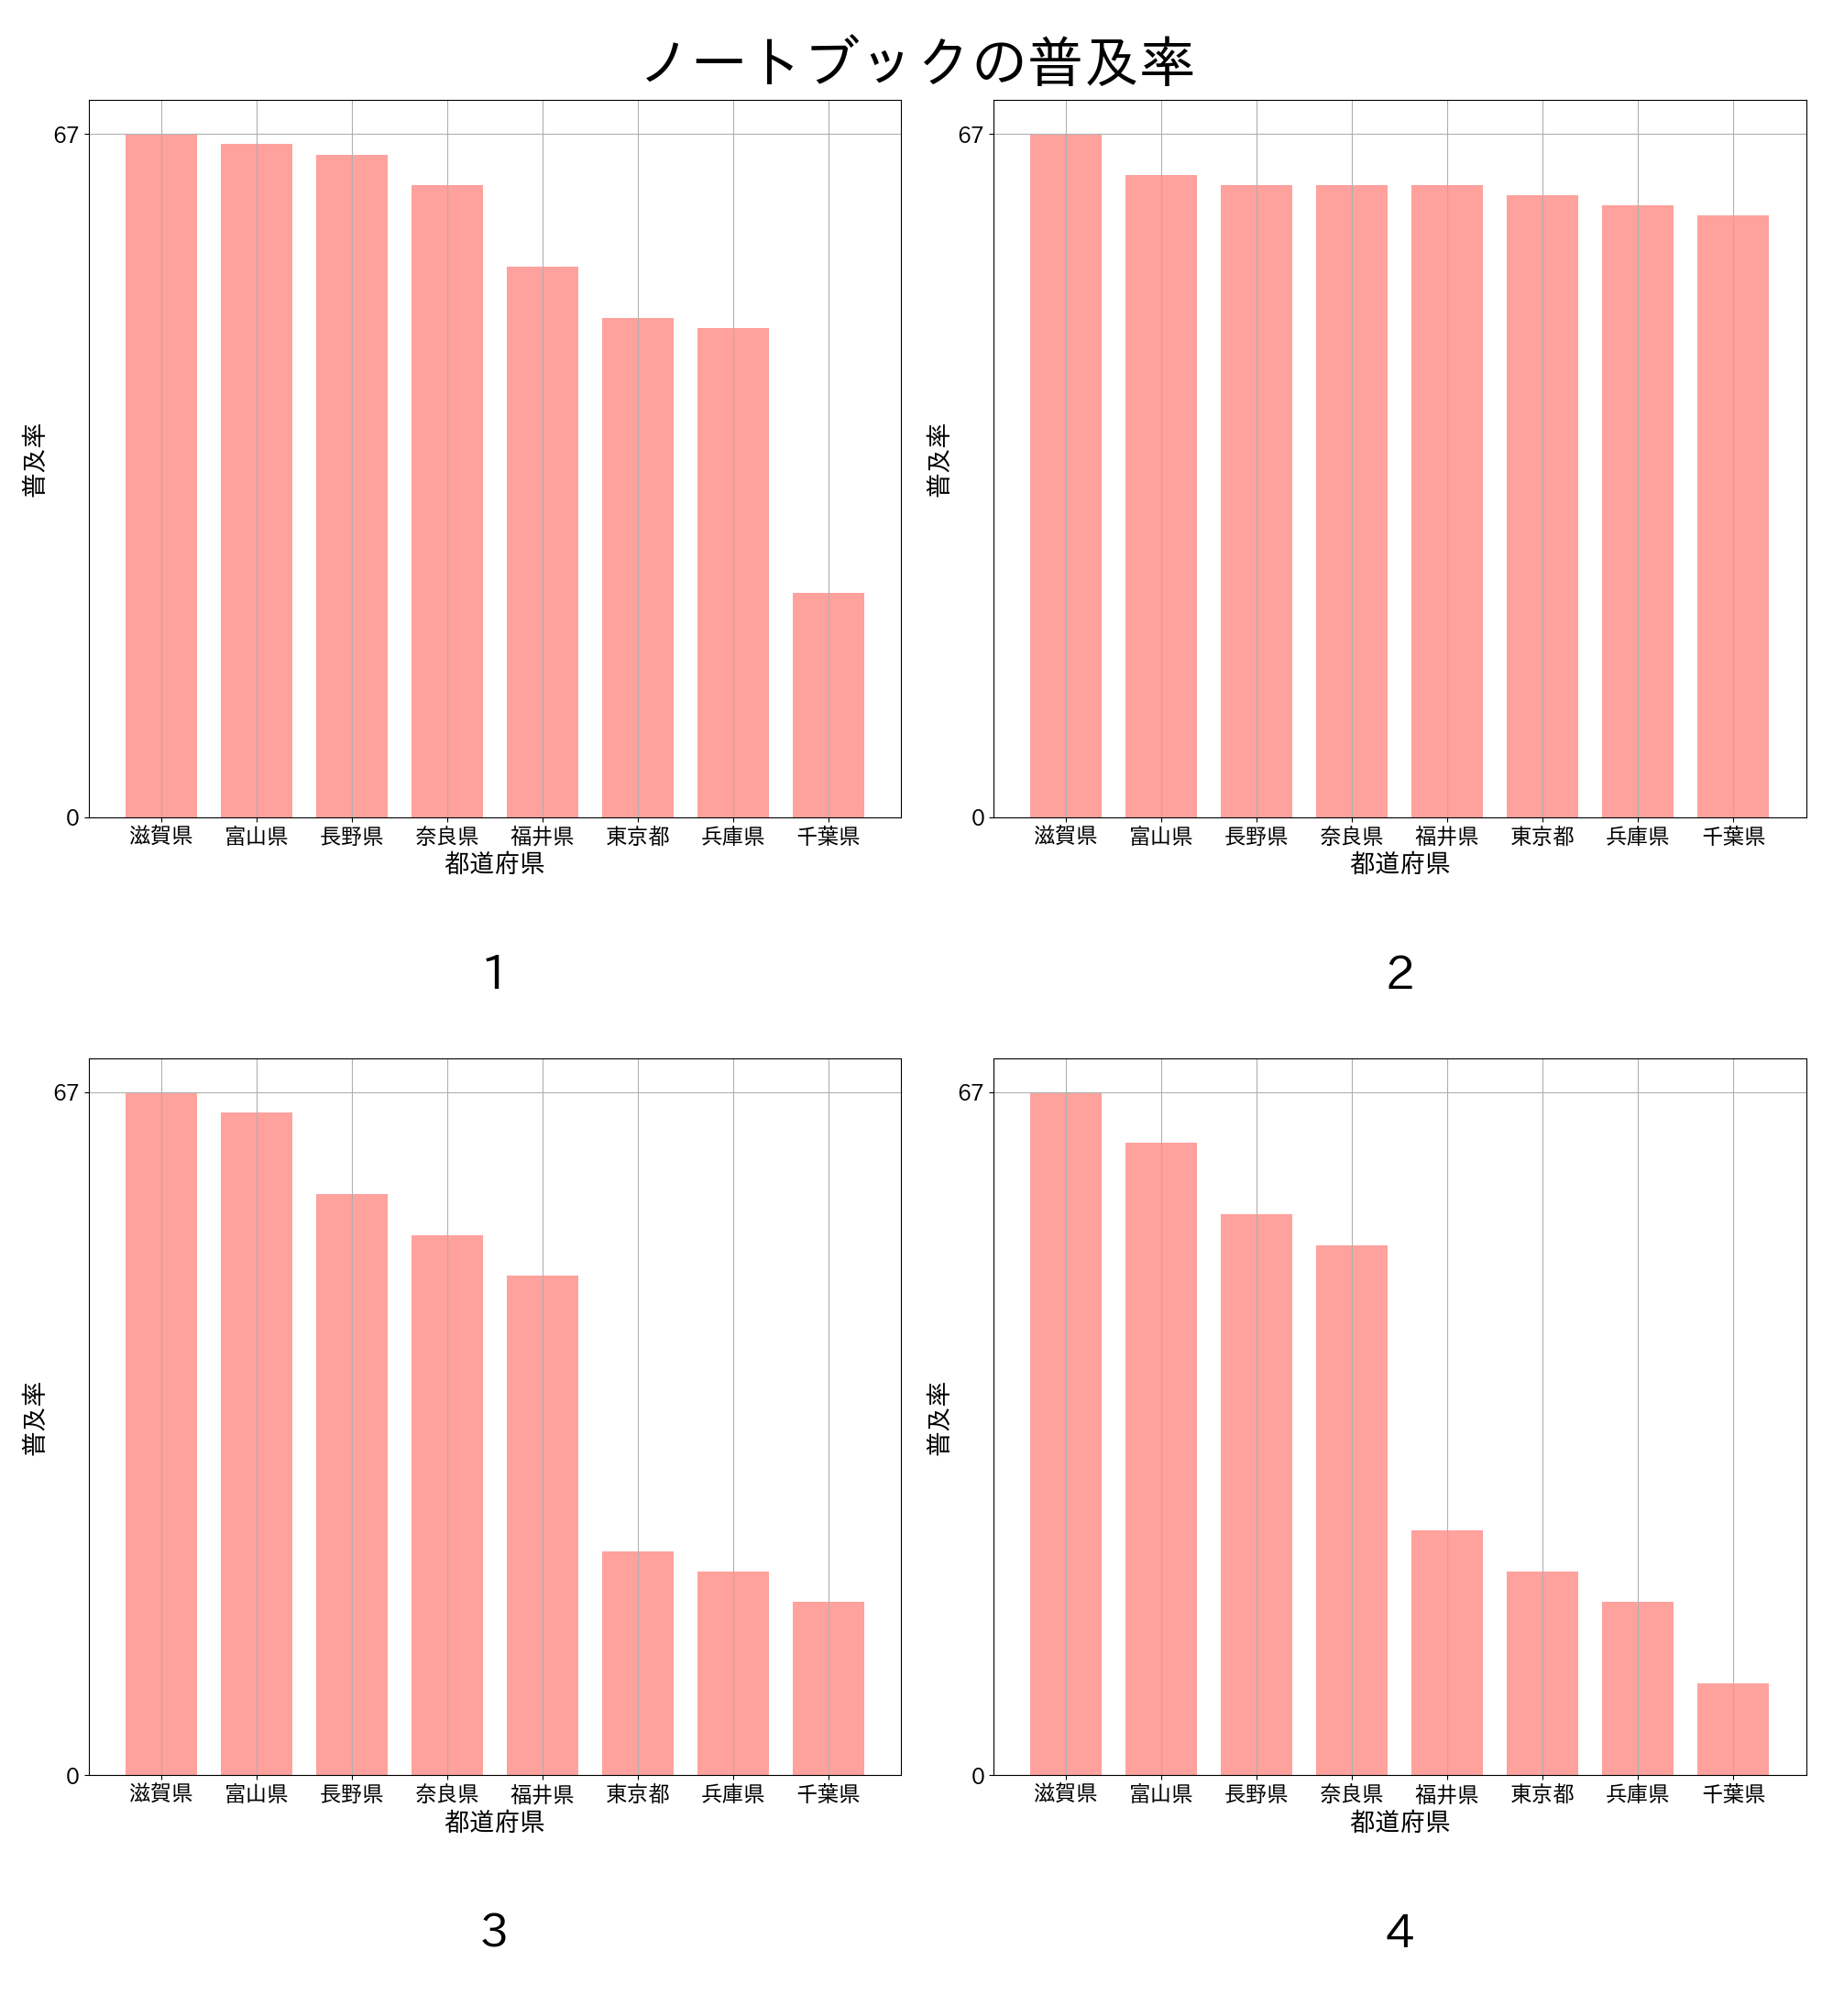 ノートブックの普及率
67
0
普及率
滋賀県 富山県 長野県 奈良県 福井県 東京都 兵庫県 千葉県
都道府県
1
67
0
普及率
滋賀県 富山県 長野県 奈良県 福井県 東京都 兵庫県 千葉県
都道府県
2
67
0
普及率
滋賀県 富山県 長野県 奈良県 福井県 東京都 兵庫県 千葉県
都道府県
3
67
0
普及率
滋賀県 富山県 長野県 奈良県 福井県 東京都 兵庫県 千葉県
都道府県
4